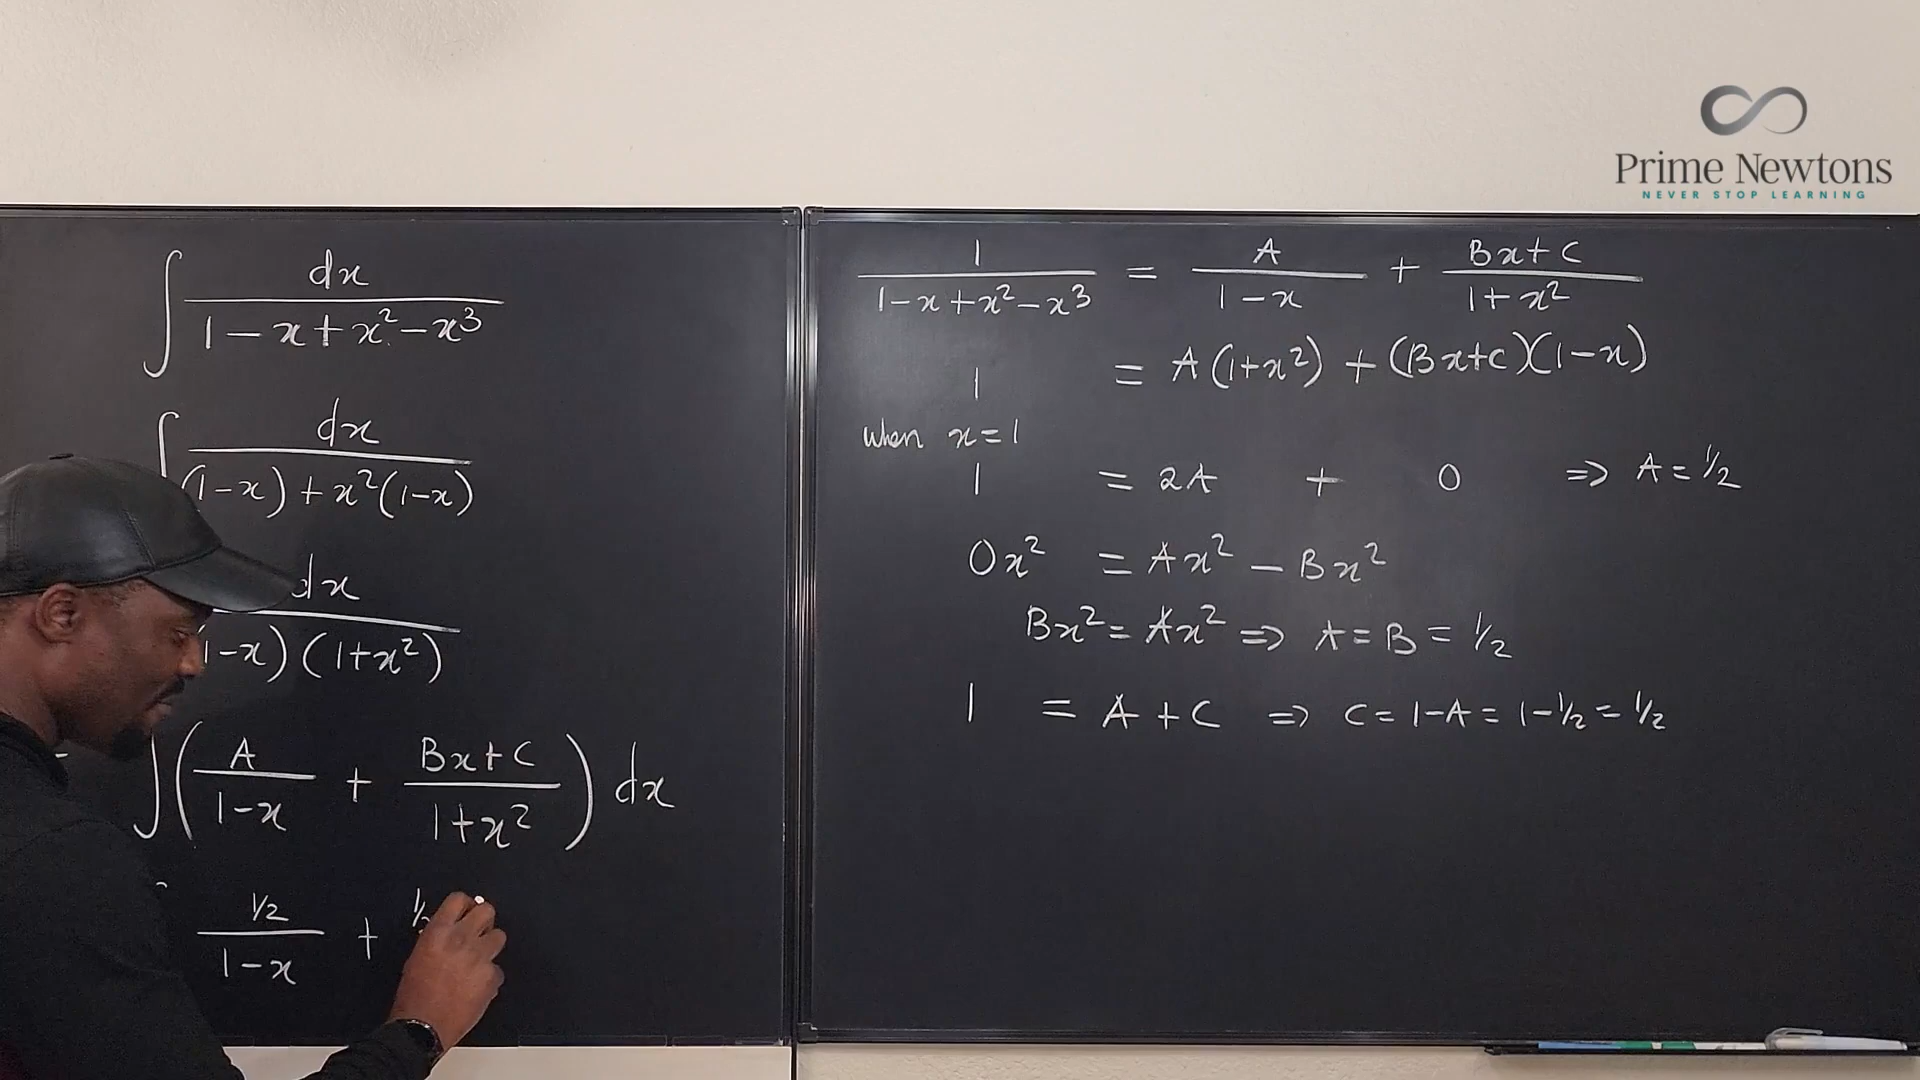 Prime Newtons
NEVER STOP LEARNING
∫ dx / (1 - x + x² - x³)
∫ dx / ((1-x) + x²(1-x))
dx / (1-x)(1+x²)
∫ ( A / (1-x) + (Bx+C) / (1+x²) ) dx
½ / (1-x) + ½
1 / (1-x+x²-x³) = A / (1-x) + (Bx+C) / (1+x²)
1 = A(1+x²) + (Bx+C)(1-x)
when x=1
1 = 2A + 0 ⇒ A = ½
0x² = Ax² - Bx²
Bx² = Ax² ⇒ A = B = ½
1 = A + C ⇒ C = 1-A = 1-½ = ½